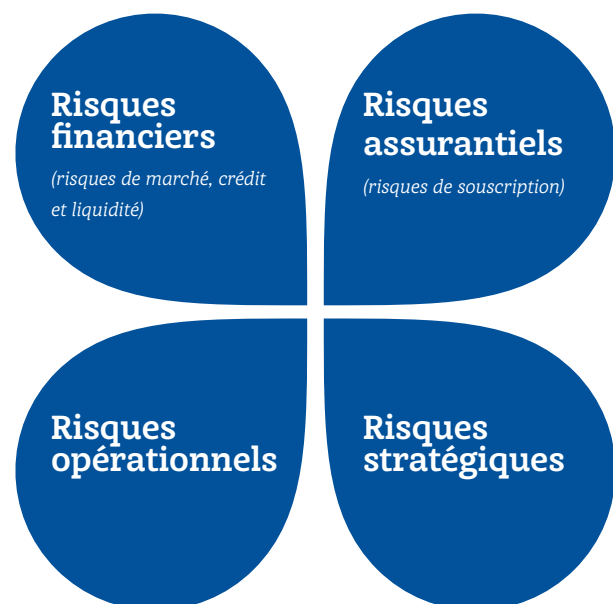 Risques
financiers
(risques de marché, crédit
et liquidité)
Risques
assurantiels
(risques de souscription)
Risques
opérationnels
Risques
stratégiques